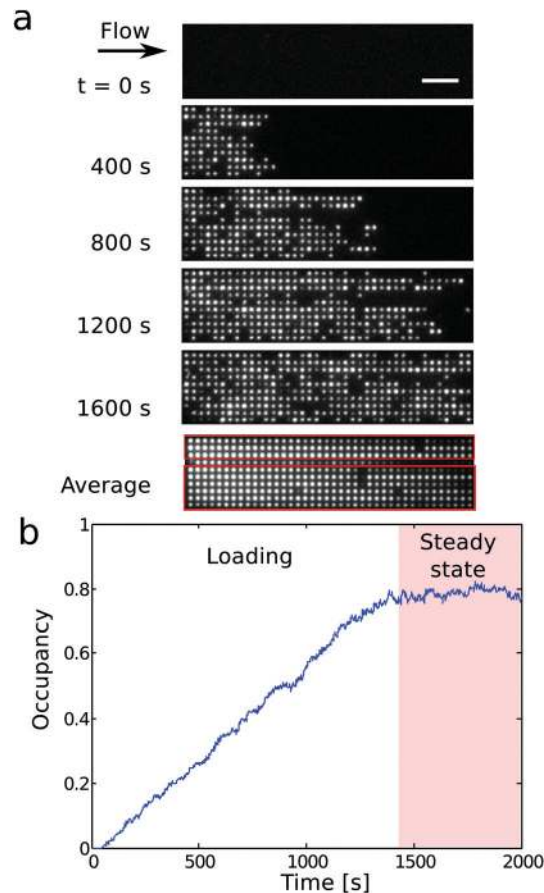 a
Flow
t = 0 s
400 s
800 s
1200 s
1600 s
Average
b
1
0.8
0.6
0.4
0.2
0
Occupancy
Loading
Steady
state
0 500 1000 1500 2000
Time [s]